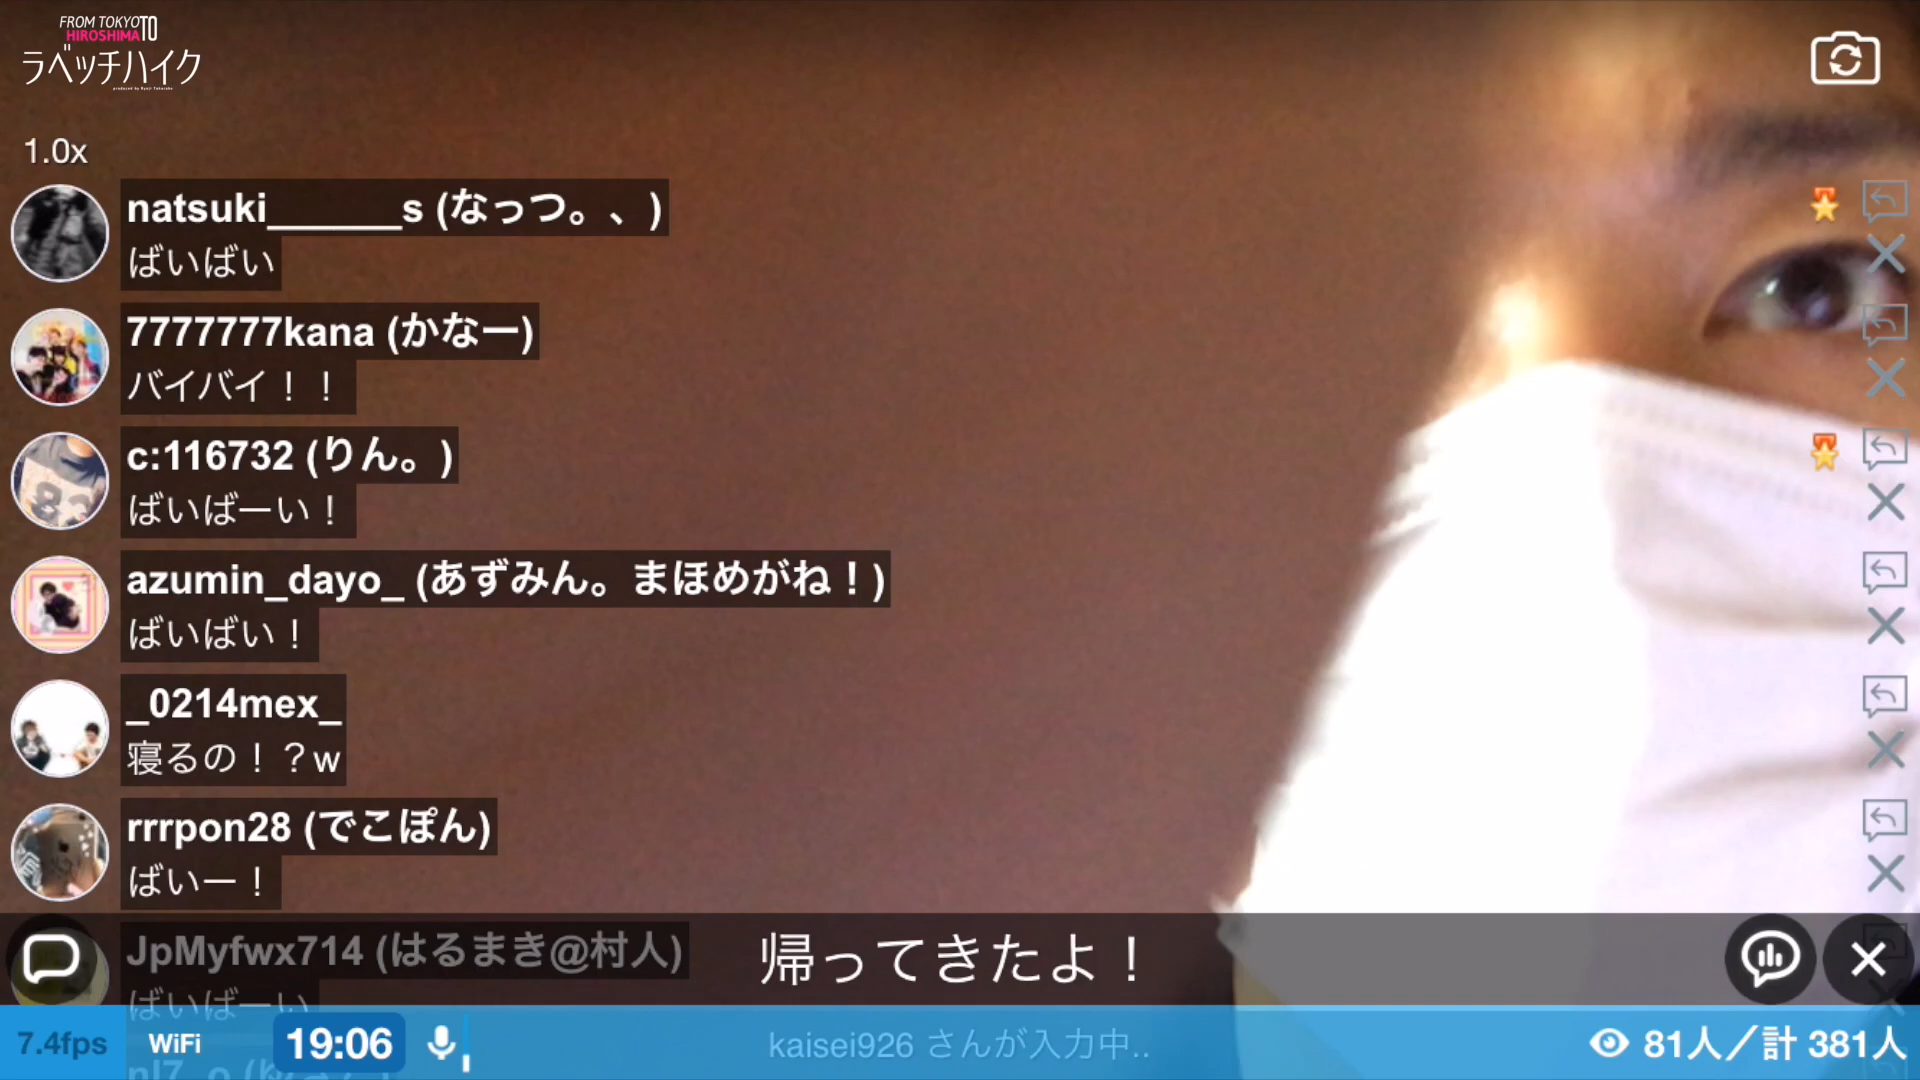 FROM TOKYO TO
HIROSHIMA
ラベッチハイク
1.0x
natsuki______s (なっつ。、)
ばいばい
7777777kana (かなー)
バイバイ！！
c:116732 (りん。)
ばいばーい！
azumin_dayo_ (あずみん。まほめがね！)
ばいばい！
_0214mex_
寝るの！？w
rrrpon28 (でこぽん)
ばいー！
JpMyfwx714 (はるまき@村人)
帰ってきたよ！
ばいばーい
7.4fps
WiFi
19:06
kaisei926 さんが入力中..
81人／計 381人